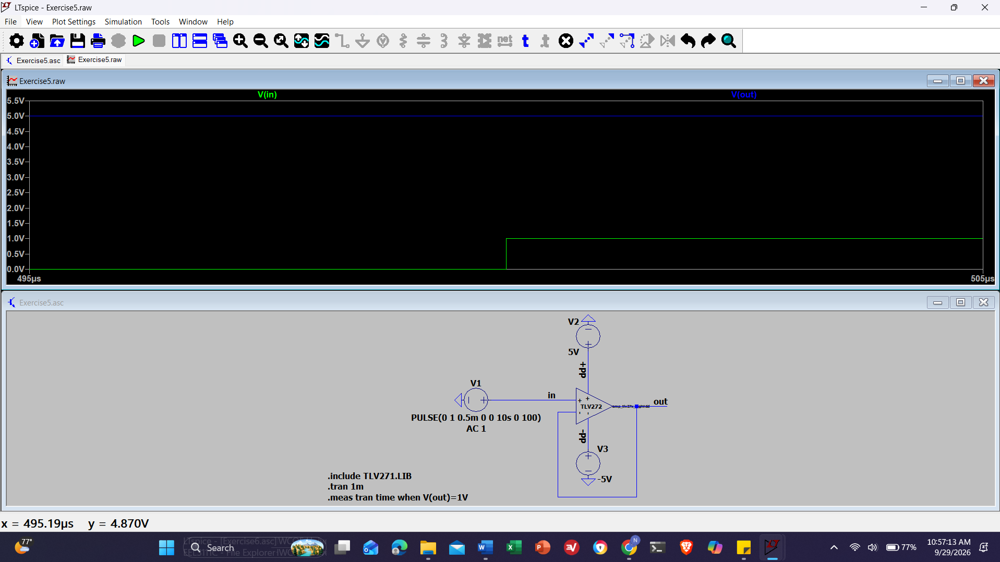 LTspice - Exercise5.raw
File View Plot Settings Simulation Tools Window Help
net t t
Exercise5.asc Exercise5.raw
Exercise5.raw
V(in) V(out)
5.5V
5.0V
4.5V
4.0V
3.5V
3.0V
2.5V
2.0V
1.5V
1.0V
0.5V
0.0V
495µs 505µs
Exercise5.asc
V2
5V
dd+
V1
in
TLV272
out
PULSE(0 1 0.5m 0 0 10s 0 100)
AC 1
dd-
V3
-5V
.include TLV271.LIB
.tran 1m
.meas tran time when V(out)=1V
x = 495.19µs y = 4.870V
77°
Search
77%
10:57:13 AM
9/29/2026